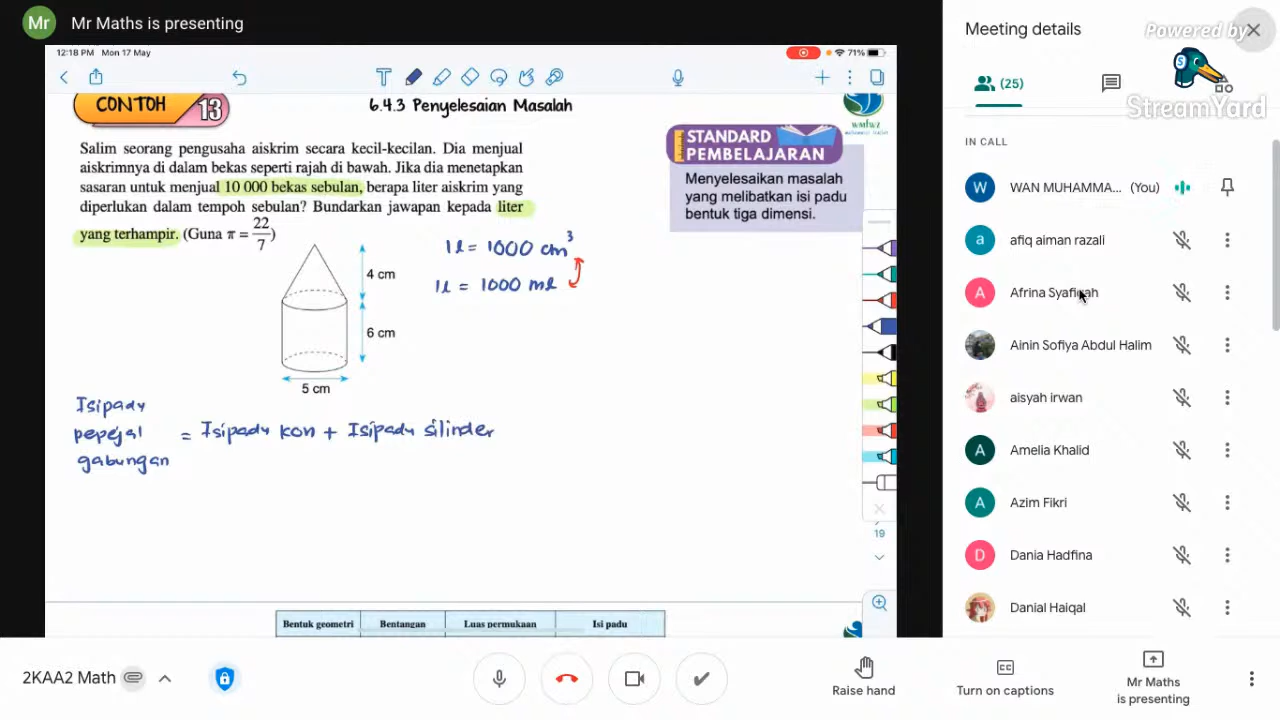 Mr
Mr Maths is presenting
12:18 PM Mon 17 May
71%
CONTOH 13
6.4.3 Penyelesaian Masalah
Salim seorang pengusaha aiskrim secara kecil-kecilan. Dia menjual
aiskrimnya di dalam bekas seperti rajah di bawah. Jika dia menetapkan
sasaran untuk menjual 10 000 bekas sebulan, berapa liter aiskrim yang
diperlukan dalam tempoh sebulan? Bundarkan jawapan kepada liter
yang terhampir. (Guna π = 22/7)
wmfwz
STANDARD
PEMBELAJARAN
Menyelesaikan masalah
yang melibatkan isi padu
bentuk tiga dimensi.
1l = 1000 cm³
1l = 1000 ml
4 cm
6 cm
5 cm
Isipadu
pepejal
gabungan
= Isipadu kon + Isipadu silinder
19
Bentuk geometri Bentangan Luas permukaan Isi padu
Meeting details
Powered by
S
StreamYard
(25)
IN CALL
W WAN MUHAMMA... (You)
a afiq aiman razali
A Afrina Syafiqah
Ainin Sofiya Abdul Halim
aisyah irwan
A Amelia Khalid
A Azim Fikri
D Dania Hadfina
Danial Haiqal
2KAA2 Math
Raise hand
Turn on captions
Mr Maths
is presenting